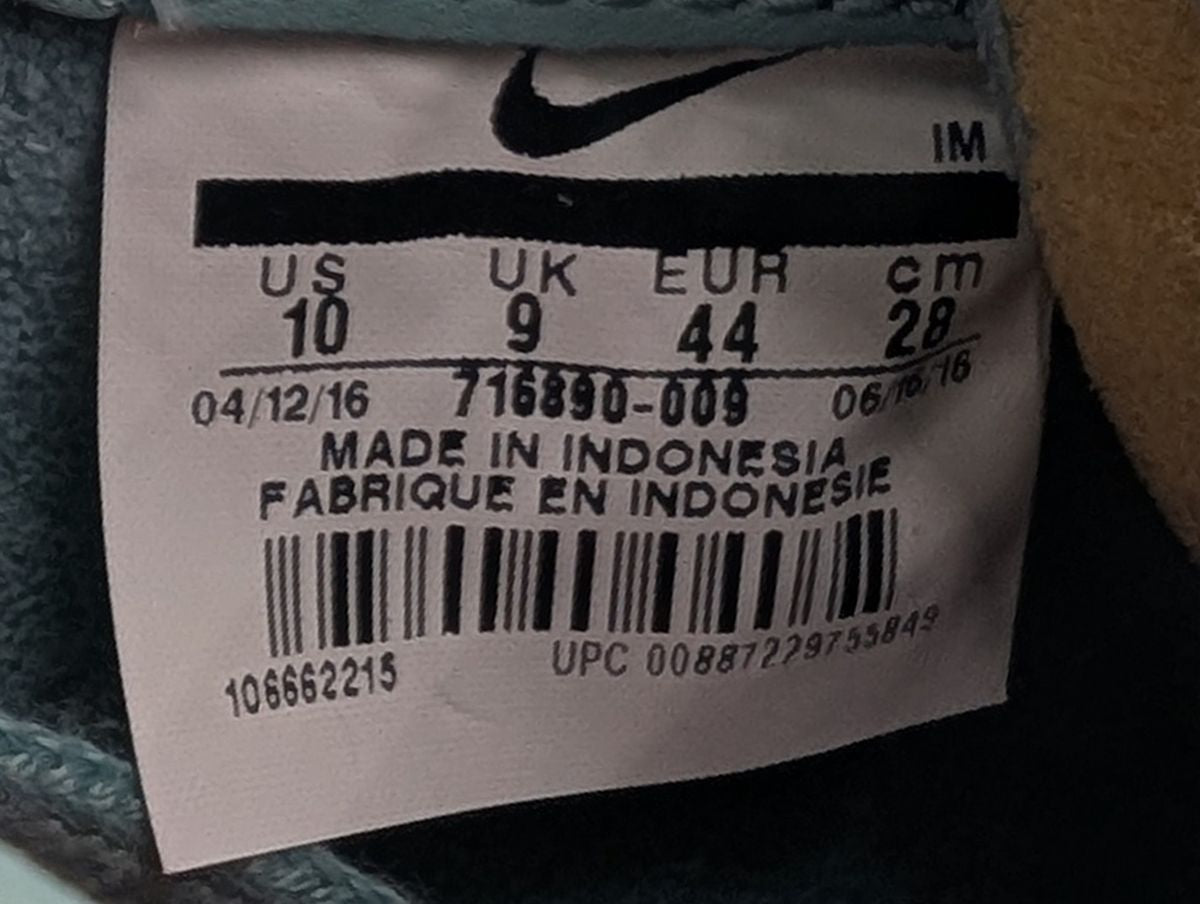 IM
US UK EUR cm
10 9 44 28
04/12/16 716890-009 06/16/16
MADE IN INDONESIA
FABRIQUE EN INDONESIE
106662215 UPC 00887229755849